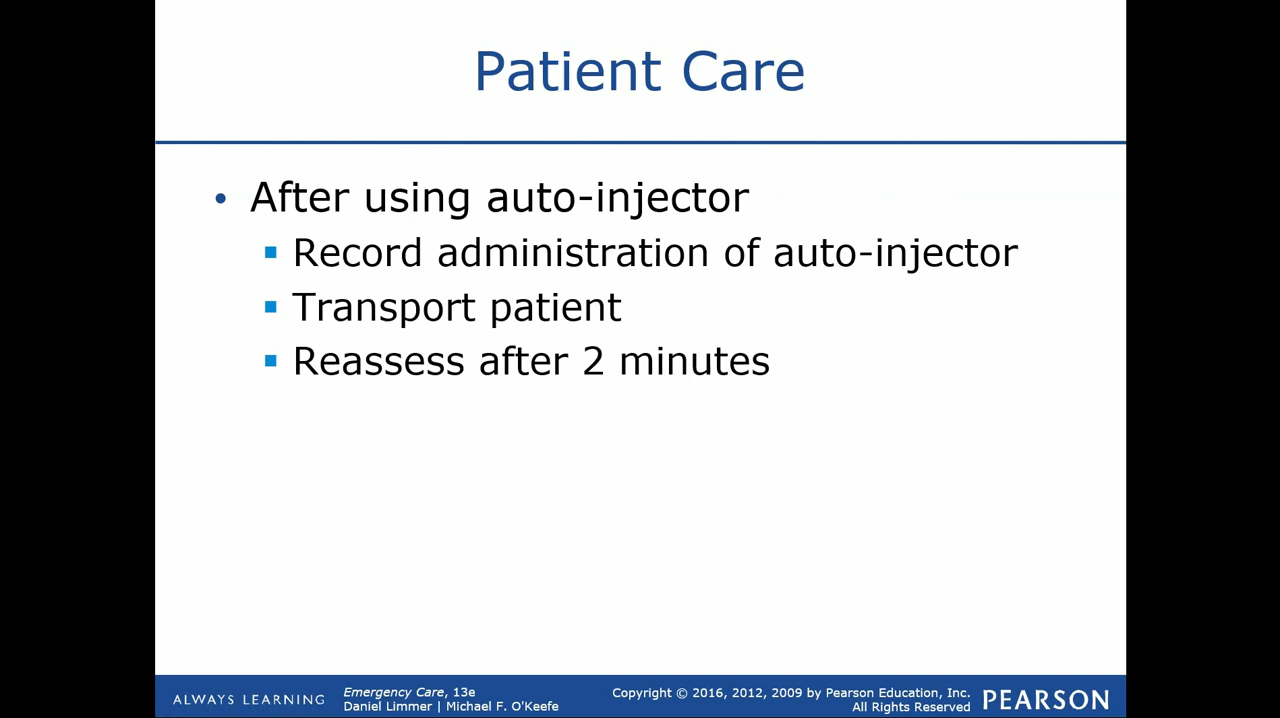 Patient Care
• After using auto-injector
▪ Record administration of auto-injector
▪ Transport patient
▪ Reassess after 2 minutes
ALWAYS LEARNING
Emergency Care, 13e
Daniel Limmer | Michael F. O'Keefe
Copyright © 2016, 2012, 2009 by Pearson Education, Inc.
All Rights Reserved
PEARSON